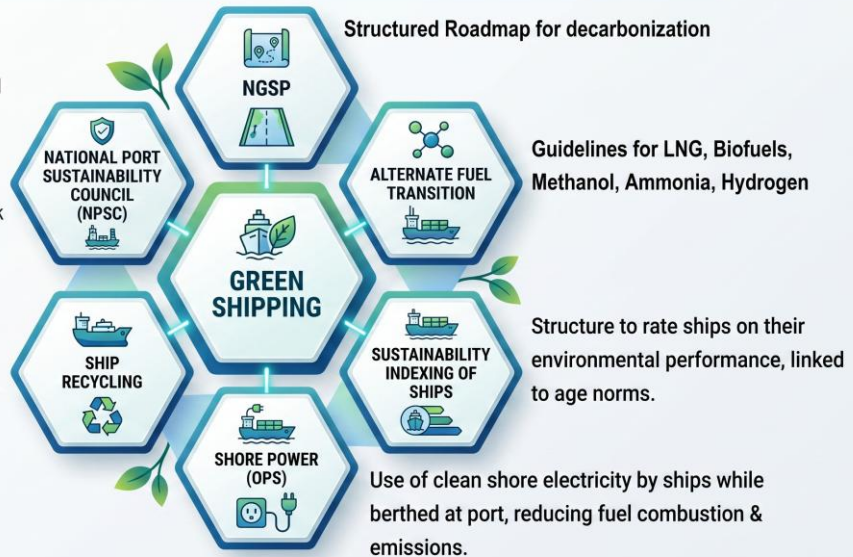 Structured Roadmap for decarbonization
NGSP
NATIONAL PORT
SUSTAINABILITY
COUNCIL
(NPSC)
ALTERNATE FUEL
TRANSITION
Guidelines for LNG, Biofuels,
Methanol, Ammonia, Hydrogen
GREEN
SHIPPING
SHIP
RECYCLING
SUSTAINABILITY
INDEXING OF
SHIPS
Structure to rate ships on their
environmental performance, linked
to age norms.
SHORE POWER
(OPS)
Use of clean shore electricity by ships while
berthed at port, reducing fuel combustion &
emissions.